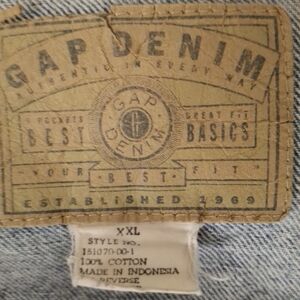 GAP DENIM
AUTHENTIC IN EVERY WAY
5 POCKETS
GREAT FIT
BEST
GAP DENIM
BASICS
YOUR BEST FIT
ESTABLISHED 1969
XXL
STYLE NO.
151070-00-1
100% COTTON
MADE IN INDONESIA
REVERSE